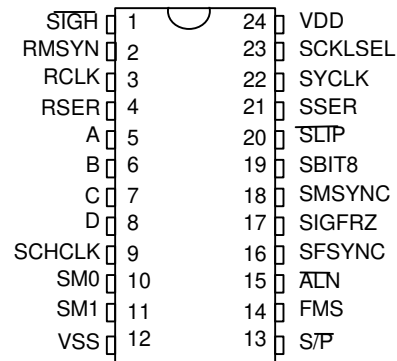 SIGH 1 24 VDD
RMSYN 2 23 SCKLSEL
RCLK 3 22 SYCLK
RSER 4 21 SSER
A 5 20 SLIP
B 6 19 SBIT8
C 7 18 SMSYNC
D 8 17 SIGFRZ
SCHCLK 9 16 SFSYNC
SM0 10 15 ALN
SM1 11 14 FMS
VSS 12 13 S/P